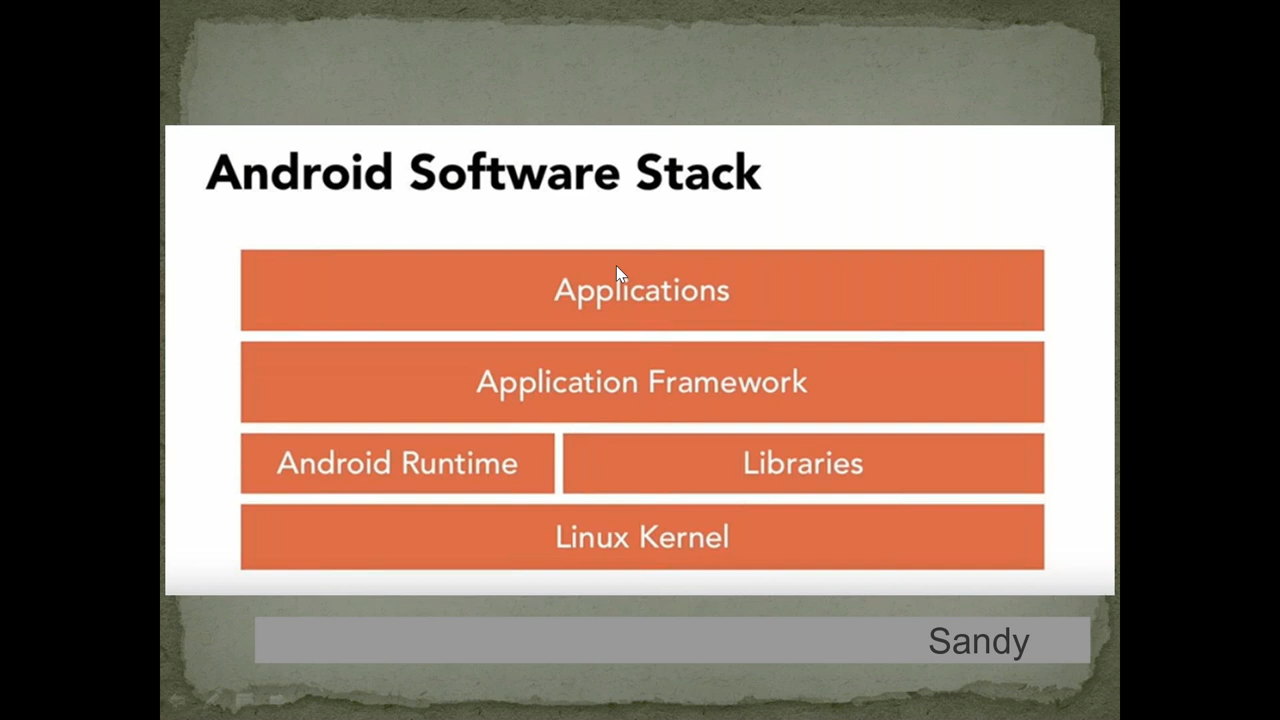 Android Software Stack
Applications
Application Framework
Android Runtime
Libraries
Linux Kernel
Sandy